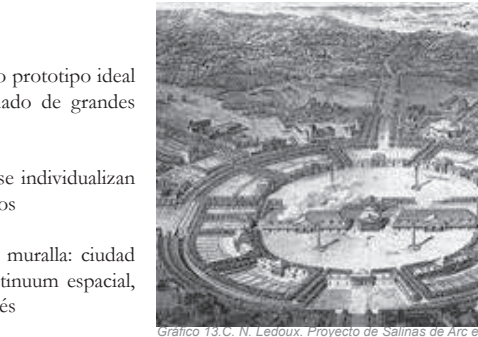 o prototipo ideal
ado de grandes
se individualizan
os
muralla: ciudad
tinuum espacial,
és
Gráfico 13.C. N. Ledoux. Proyecto de Salinas de Arc e